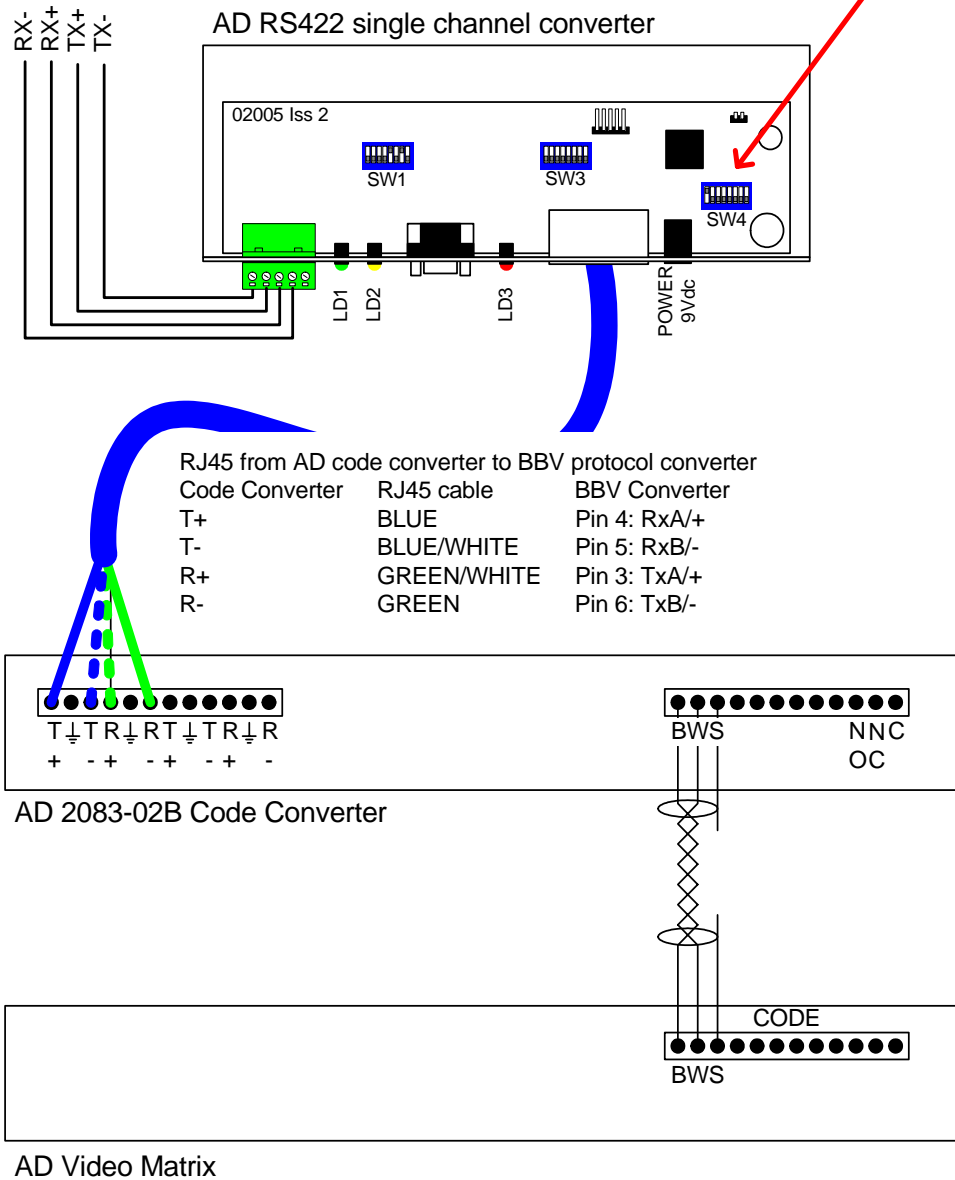 RX-
RX+
TX+
TX-
AD RS422 single channel converter
02005 Iss 2
SW1
SW3
SW4
LD1
LD2
LD3
POWER
9Vdc
RJ45 from AD code converter to BBV protocol converter
Code Converter RJ45 cable BBV Converter
T+ BLUE Pin 4: RxA/+
T- BLUE/WHITE Pin 5: RxB/-
R+ GREEN/WHITE Pin 3: TxA/+
R- GREEN Pin 6: TxB/-
T T R R T T R R
+ - + - + - + -
BWS
NNC
OC
AD 2083-02B Code Converter
CODE
BWS
AD Video Matrix